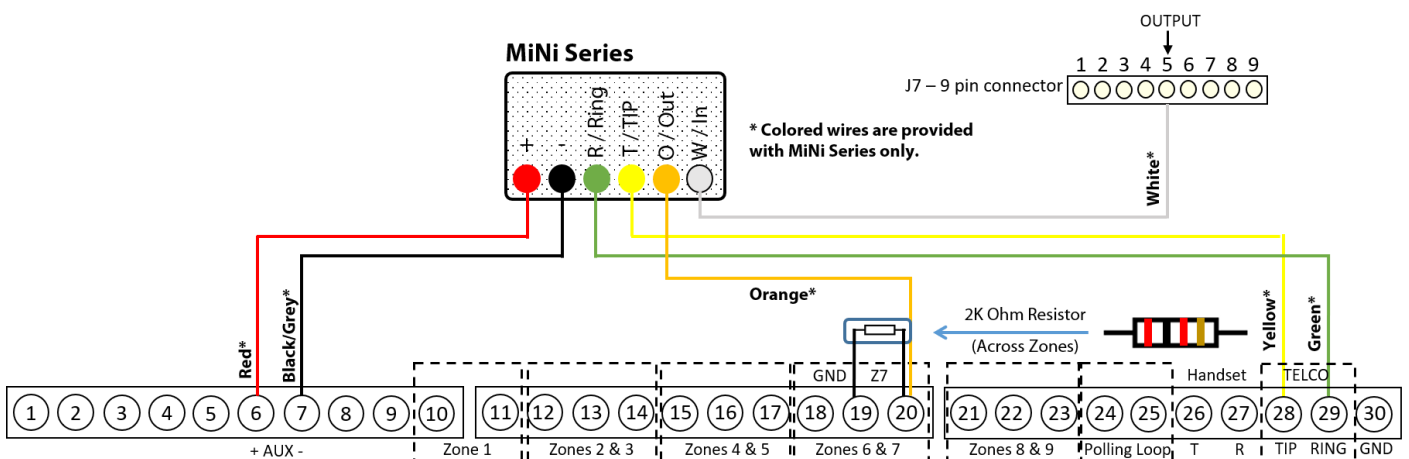 OUTPUT
MiNi Series
1 2 3 4 5 6 7 8 9
J7 – 9 pin connector
+ - R / Ring T / TIP O / Out W / In
* Colored wires are provided
with MiNi Series only.
White*
Orange*
2K Ohm Resistor
(Across Zones)
Red*
Black/Grey*
Yellow*
Green*
GND Z7 Handset TELCO
1 2 3 4 5 6 7 8 9 10 11 12 13 14 15 16 17 18 19 20 21 22 23 24 25 26 27 28 29 30
+ AUX - Zone 1 Zones 2 & 3 Zones 4 & 5 Zones 6 & 7 Zones 8 & 9 Polling Loop T R TIP RING GND